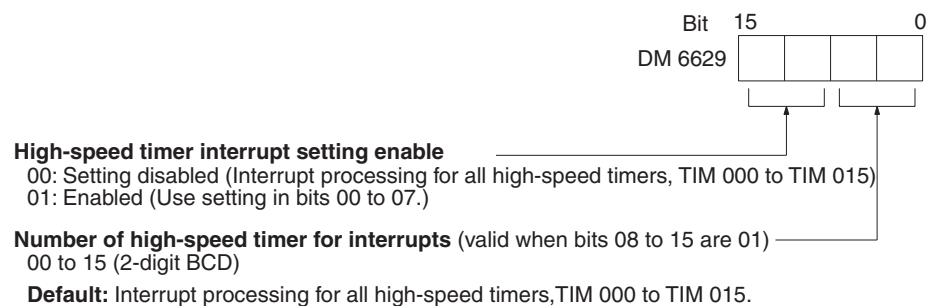 Bit 15 0
DM 6629
High-speed timer interrupt setting enable
00: Setting disabled (Interrupt processing for all high-speed timers, TIM 000 to TIM 015)
01: Enabled (Use setting in bits 00 to 07.)
Number of high-speed timer for interrupts (valid when bits 08 to 15 are 01)
00 to 15 (2-digit BCD)
Default: Interrupt processing for all high-speed timers,TIM 000 to TIM 015.